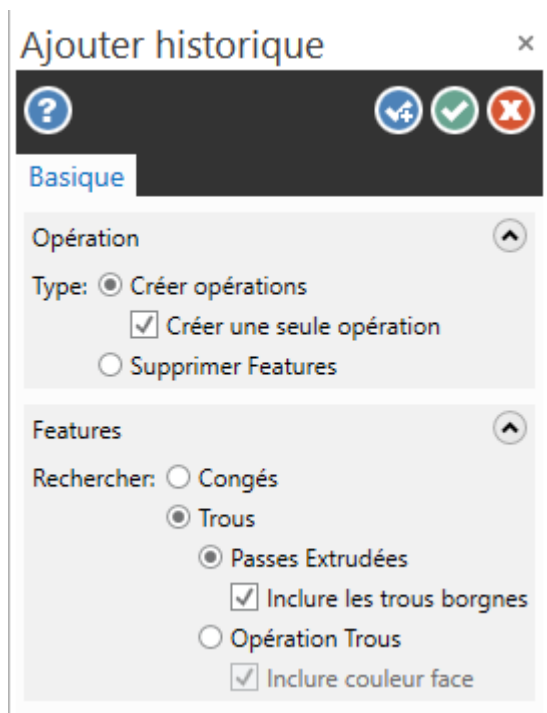 Ajouter historique
Basique
Opération
Type: Créer opérations
Créer une seule opération
Supprimer Features
Features
Rechercher: Congés
Trous
Passes Extrudées
Inclure les trous borgnes
Opération Trous
Inclure couleur face